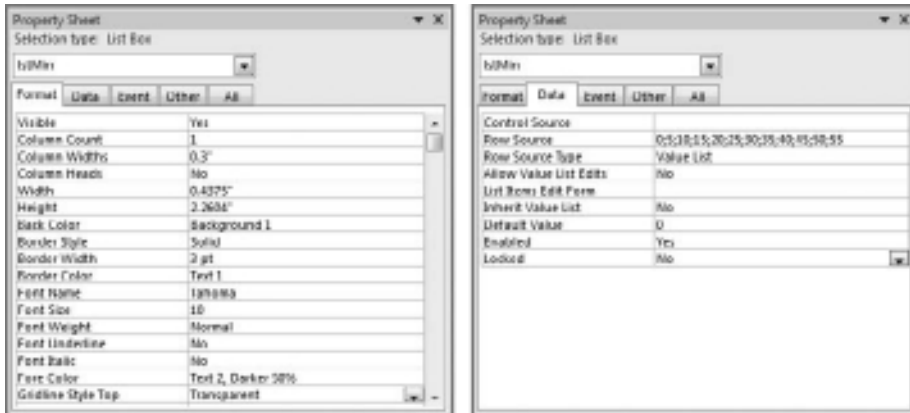 Property Sheet
Selection type: List Box
lstMin
Format Data Event Other All
Visible Yes
Column Count 1
Column Widths 0.3"
Column Heads No
Width 0.4375"
Height 2.2604"
Back Color Background 1
Border Style Solid
Border Width 3 pt
Border Color Text 1
Font Name Tahoma
Font Size 10
Font Weight Normal
Font Underline No
Font Italic No
Fore Color Text 2, Darker 50%
Gridline Style Top Transparent
Property Sheet
Selection type: List Box
lstMin
Format Data Event Other All
Control Source
Row Source 0;5;10;15;20;25;30;35;40;45;50;55
Row Source Type Value List
Allow Value List Edits No
List Items Edit Form
Inherit Value List No
Default Value 0
Enabled Yes
Locked No